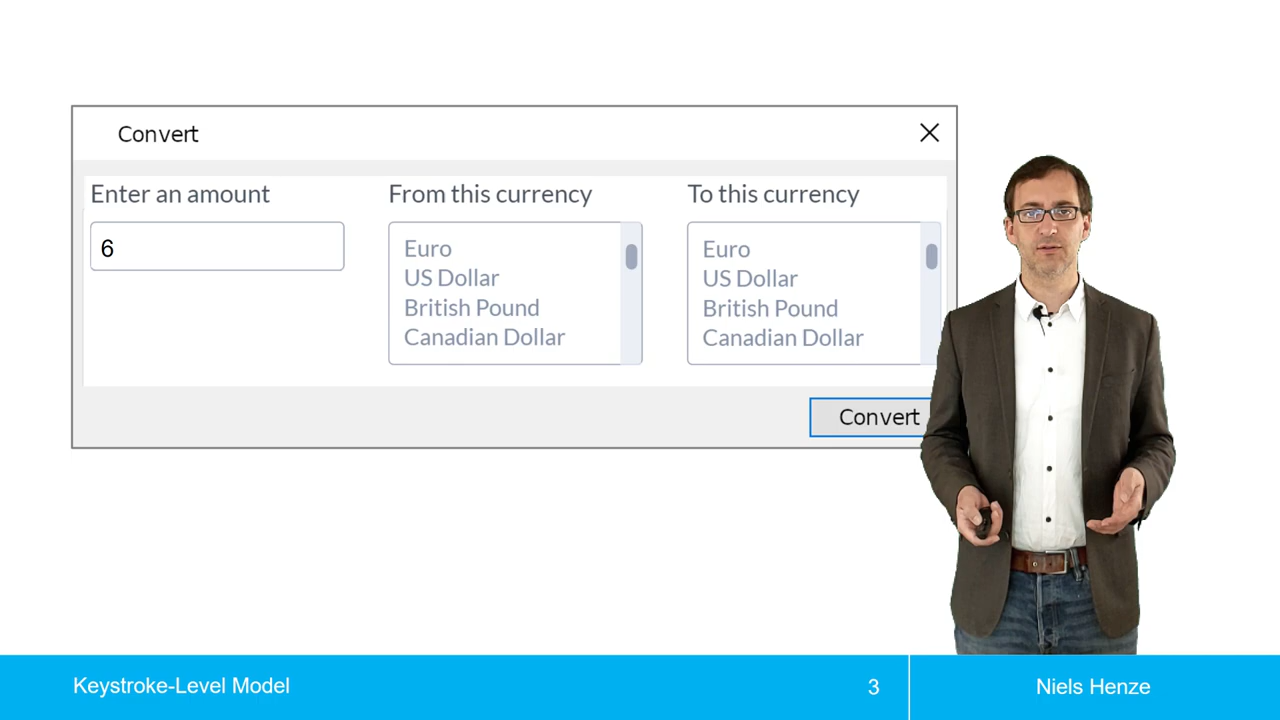 Convert
Enter an amount
From this currency
To this currency
6
Euro
US Dollar
British Pound
Canadian Dollar
Euro
US Dollar
British Pound
Canadian Dollar
Convert
Keystroke-Level Model
3
Niels Henze